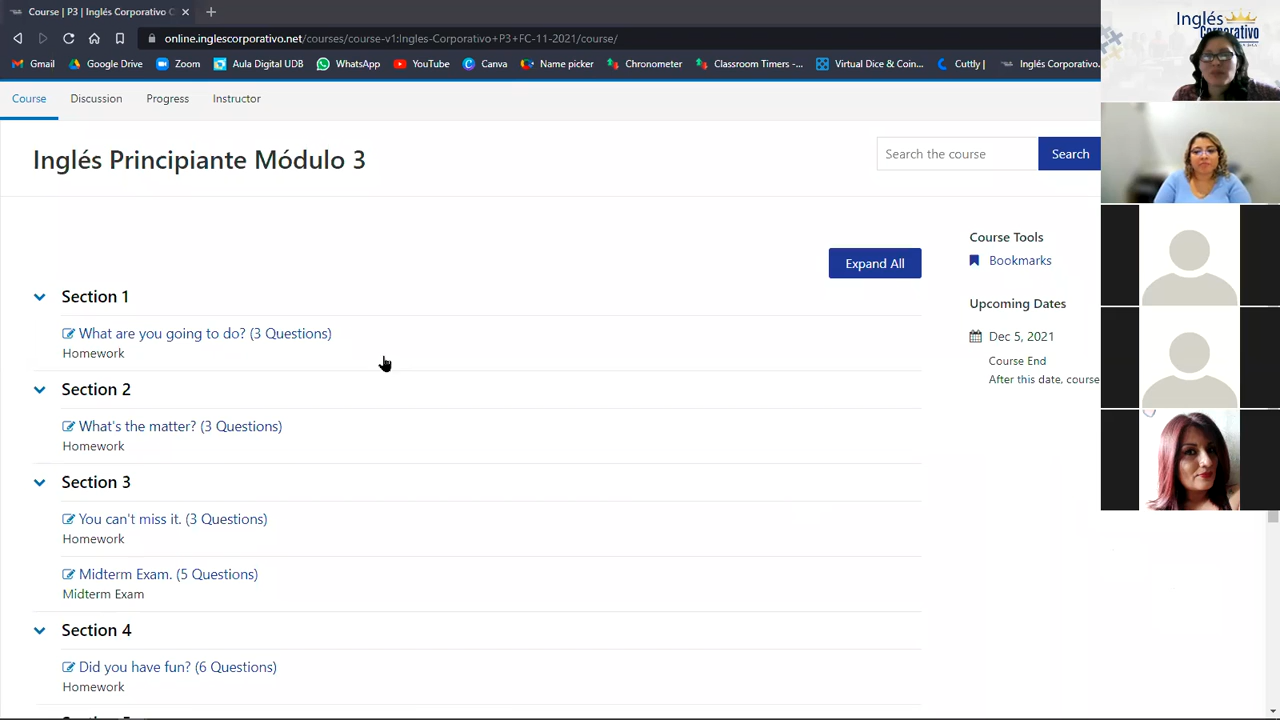 Course | P3 | Inglés Corporativo C
online.inglescorporativo.net/courses/course-v1:Ingles-Corporativo+P3+FC-11-2021/course/
Gmail
Google Drive
Zoom
Aula Digital UDB
WhatsApp
YouTube
Canva
Name picker
Chronometer
Classroom Timers -...
Virtual Dice & Coin...
Cuttly |
Inglés Corporativo.
Course
Discussion
Progress
Instructor
Inglés Principiante Módulo 3
Search the course
Search
Expand All
Section 1
What are you going to do? (3 Questions)
Homework
Section 2
What's the matter? (3 Questions)
Homework
Section 3
You can't miss it. (3 Questions)
Homework
Midterm Exam. (5 Questions)
Midterm Exam
Section 4
Did you have fun? (6 Questions)
Homework
Course Tools
Bookmarks
Upcoming Dates
Dec 5, 2021
Course End
After this date, course
Inglés
Corporativo